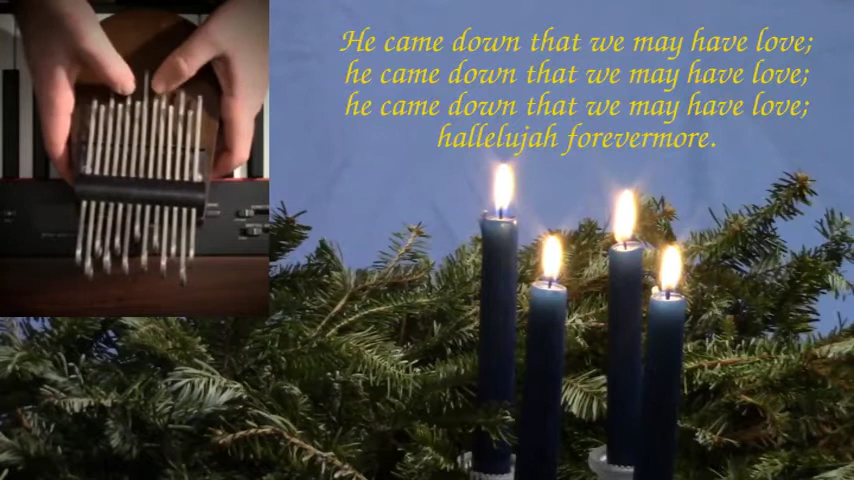 He came down that we may have love;
he came down that we may have love;
he came down that we may have love;
hallelujah forevermore.